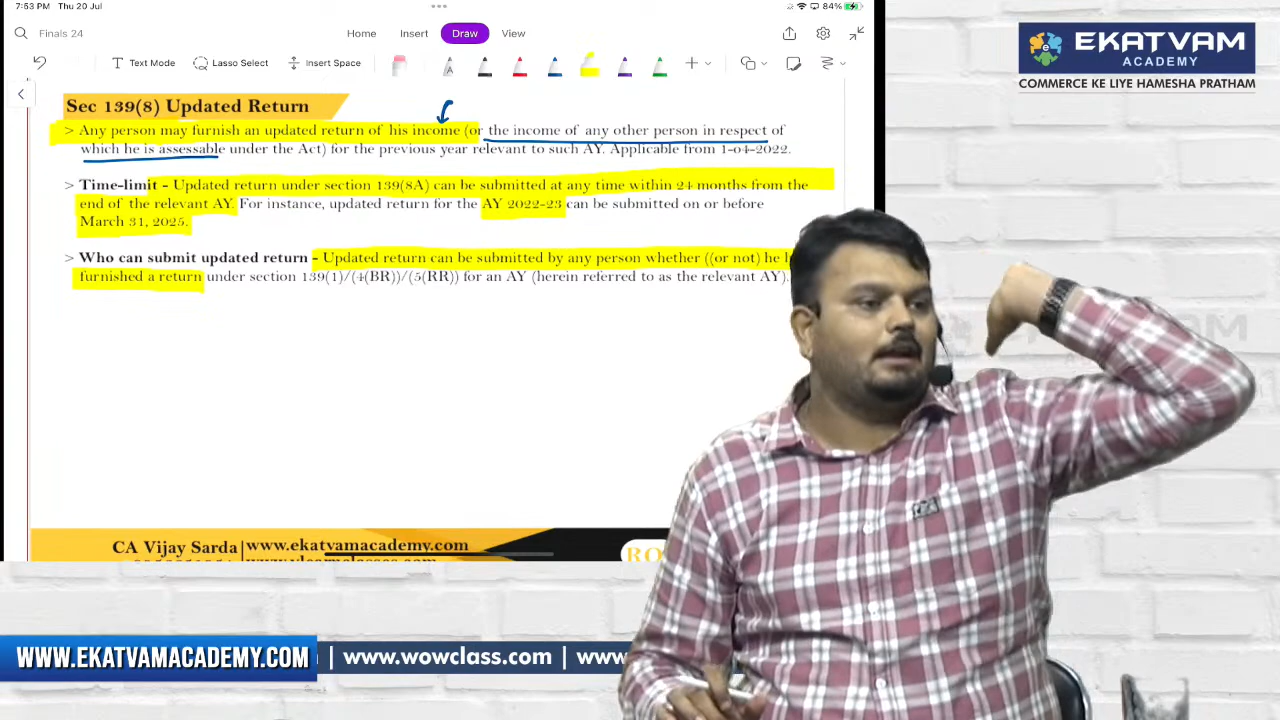 7:53 PM Thu 20 Jul
84%
Finals 24
Home Insert Draw View
Text Mode Lasso Select Insert Space
EKATVAM
ACADEMY
COMMERCE KE LIYE HAMESHA PRATHAM
Sec 139(8) Updated Return
> Any person may furnish an updated return of his income (or the income of any other person in respect of
which he is assessable under the Act) for the previous year relevant to such AY. Applicable from 1-04-2022.
> Time-limit - Updated return under section 139(8A) can be submitted at any time within 24 months from the
end of the relevant AY. For instance, updated return for the AY 2022-23 can be submitted on or before
March 31, 2025.
> Who can submit updated return - Updated return can be submitted by any person whether ((or not) he
furnished a return under section 139(1)/(4(BR))/(5(RR)) for an AY (herein referred to as the relevant AY).
CA Vijay Sarda|www.ekatvamacademy.com
WWW.EKATVAMACADEMY.COM | www.wowclass.com |